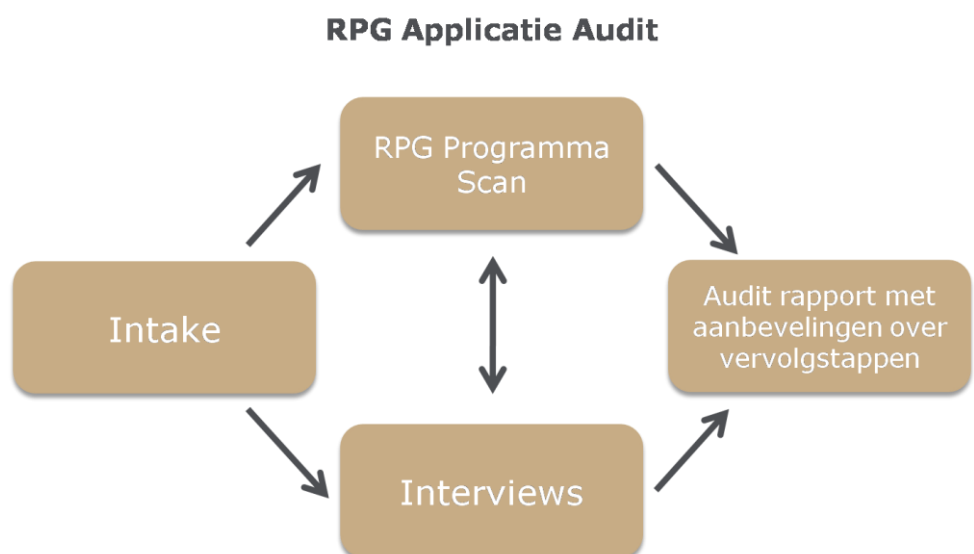 RPG Applicatie Audit
RPG Programma
Scan
Intake
Audit rapport met
aanbevelingen over
vervolgstappen
Interviews